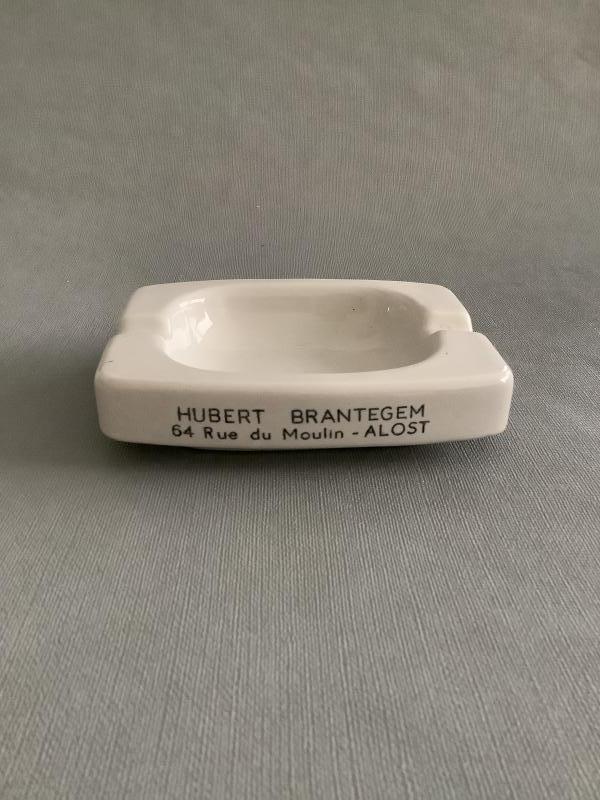 HUBERT BRANTEGEM
64 Rue du Moulin - ALOST